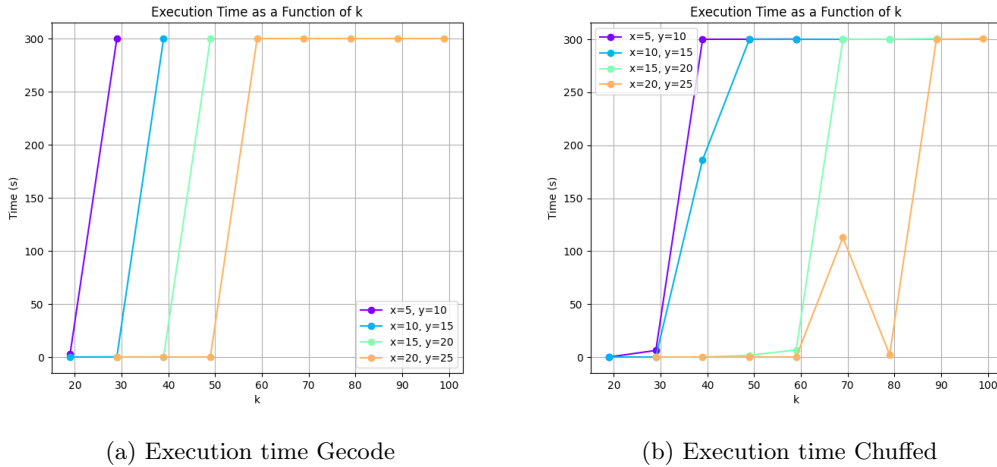 Execution Time as a Function of k
300
250
200
150
100
50
0
Time (s)
20 30 40 50 60 70 80 90 100
k
x=5, y=10
x=10, y=15
x=15, y=20
x=20, y=25
(a) Execution time Gecode
Execution Time as a Function of k
300
250
200
150
100
50
0
Time (s)
20 30 40 50 60 70 80 90 100
k
x=5, y=10
x=10, y=15
x=15, y=20
x=20, y=25
(b) Execution time Chuffed